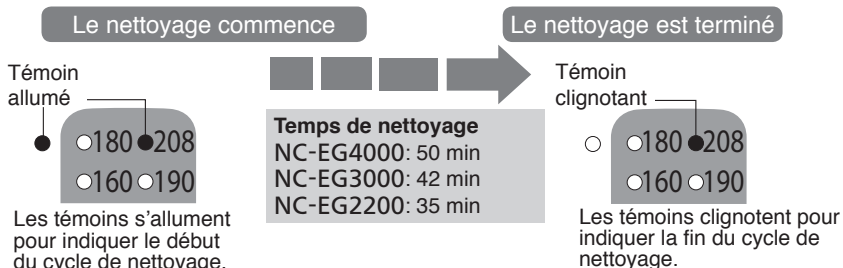 Le nettoyage commence
Le nettoyage est terminé
Témoin
allumé
180 208
160 190
Les témoins s'allument
pour indiquer le début
du cycle de nettoyage.
Temps de nettoyage
NC-EG4000: 50 min
NC-EG3000: 42 min
NC-EG2200: 35 min
Témoin
clignotant
180 208
160 190
Les témoins clignotent pour
indiquer la fin du cycle de
nettoyage.